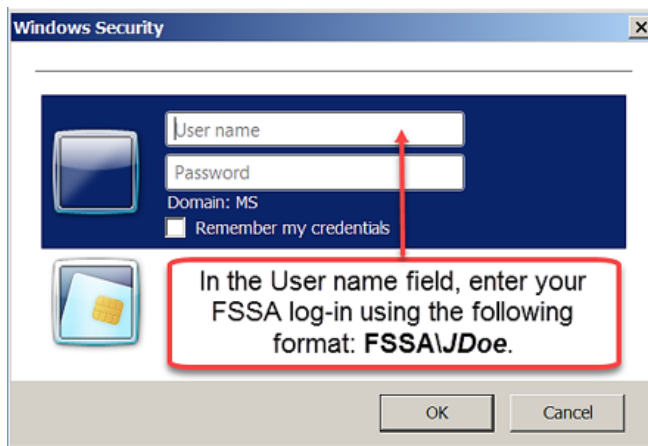 Windows Security
User name
Password
Domain: MS
Remember my credentials
In the User name field, enter your
FSSA log-in using the following
format: FSSA\JDoe.
OK
Cancel